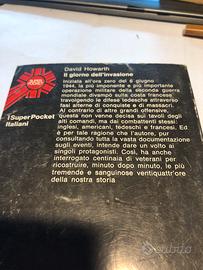 David Howarth
Il giorno dell'invasione
Iniziata all'ora zero del 6 giugno
1944, la più importante e più importante
operazione militare della seconda guerra
mondiale divampò sulla costa francese
travolgendo le difese tedesche attraverso
fasi alterne di conquiste e di massacri.
Al contrario di altre grandi offensive,
questa non venne decisa sui tavoli degli
alti comandi, ma dai combattenti stessi:
inglesi, americani, tedeschi e francesi. Ed
è per tale ragione che l'autore, pur
consultando tutta la vasta documentazione
sugli eventi, intende dare un volto ai
singoli protagonisti. Così, ha anche
interrogato centinaia di veterani per
ricostruire, minuto dopo minuto, le più
tremende e sanguinose ventiquattr'ore
della nostra storia
I SuperPocket
Italiani
subito